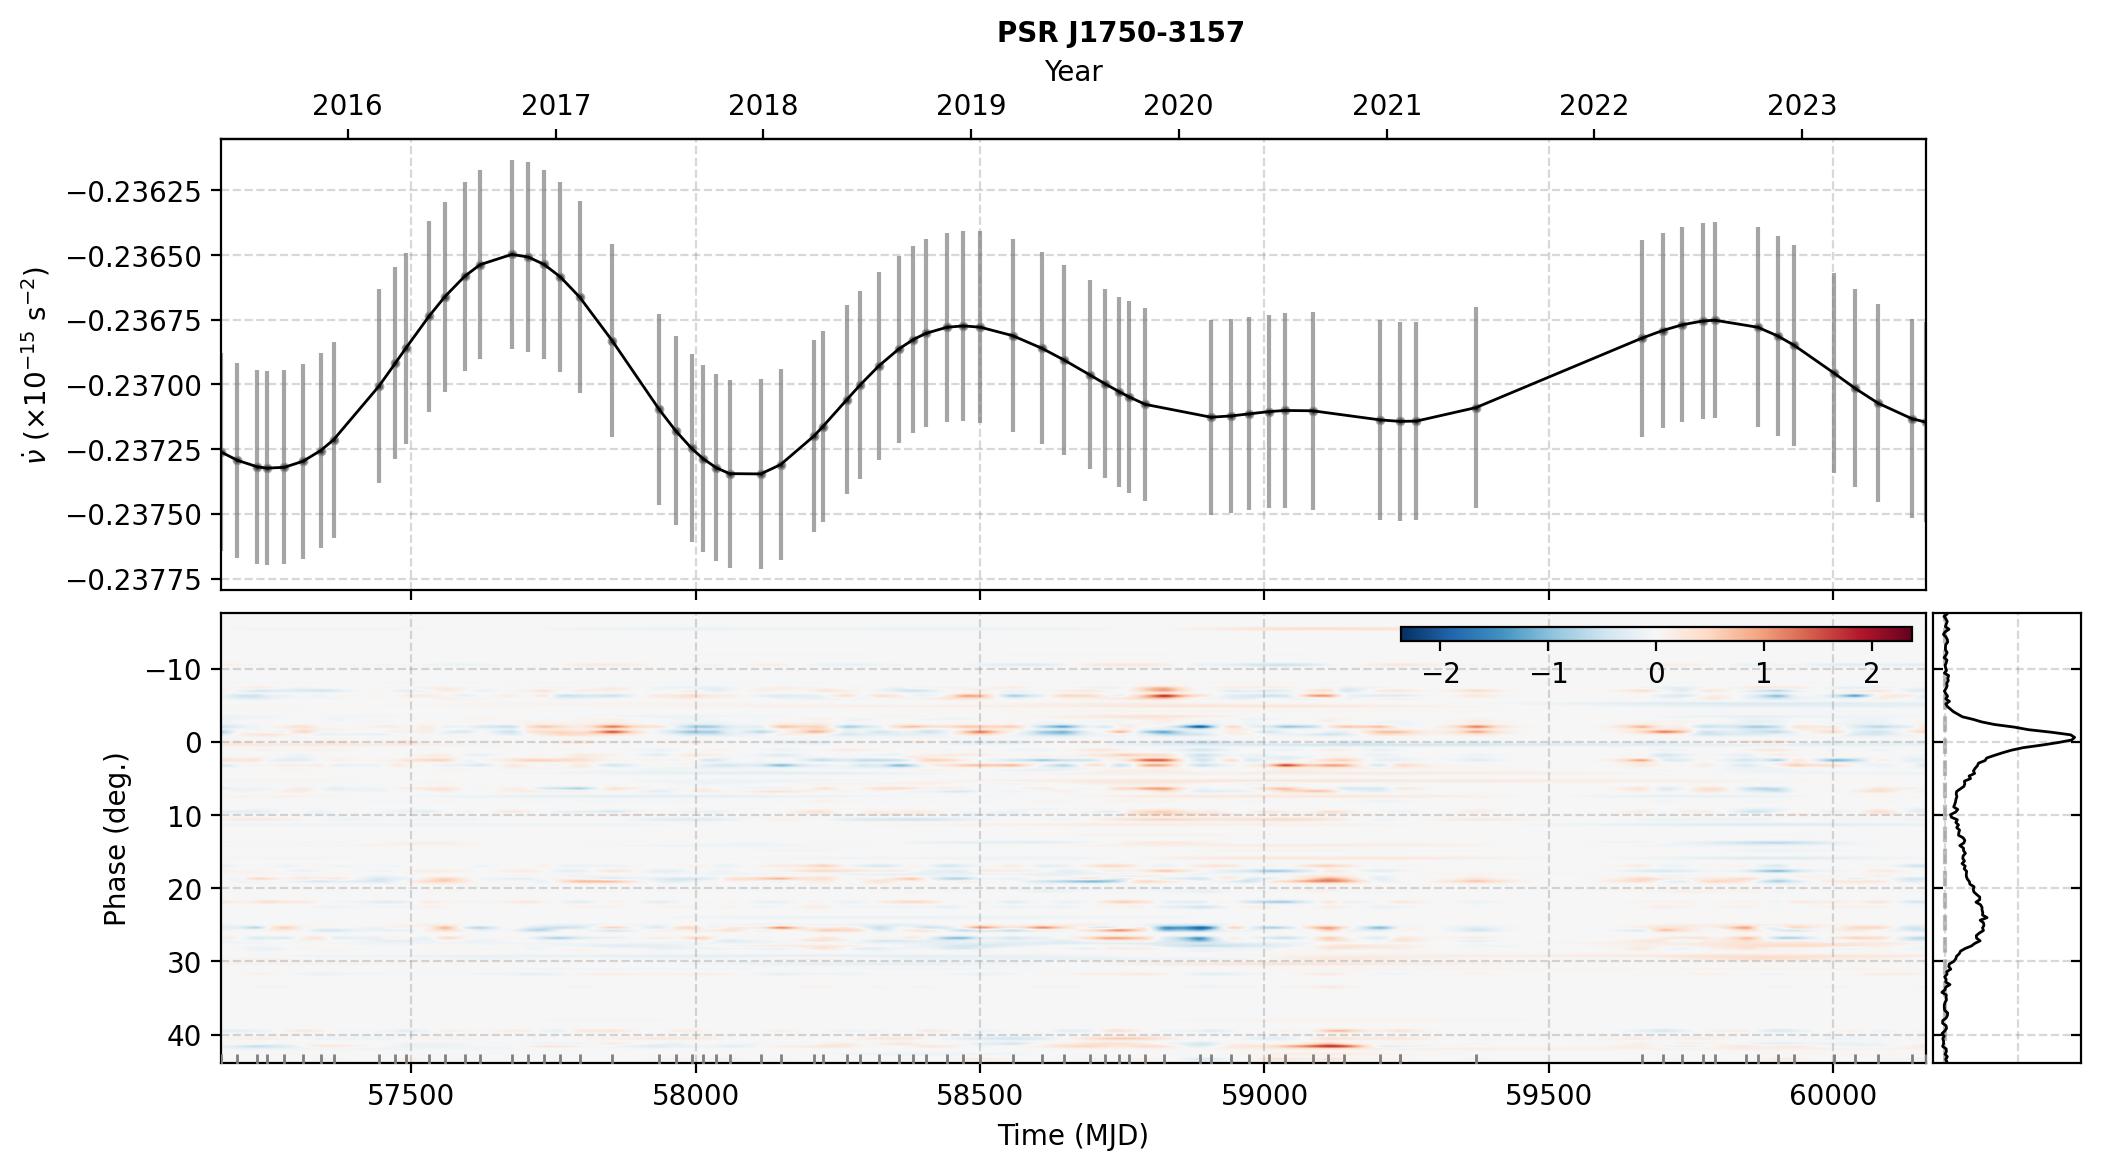 PSR J1750-3157
Year
2016 2017 2018 2019 2020 2021 2022 2023
−0.23625
−0.23650
−0.23675
−0.23700
−0.23725
−0.23750
−0.23775
ν̇ (×10⁻¹⁵ s⁻²)
−2 −1 0 1 2
−10
0
10
20
30
40
Phase (deg.)
57500 58000 58500 59000 59500 60000
Time (MJD)